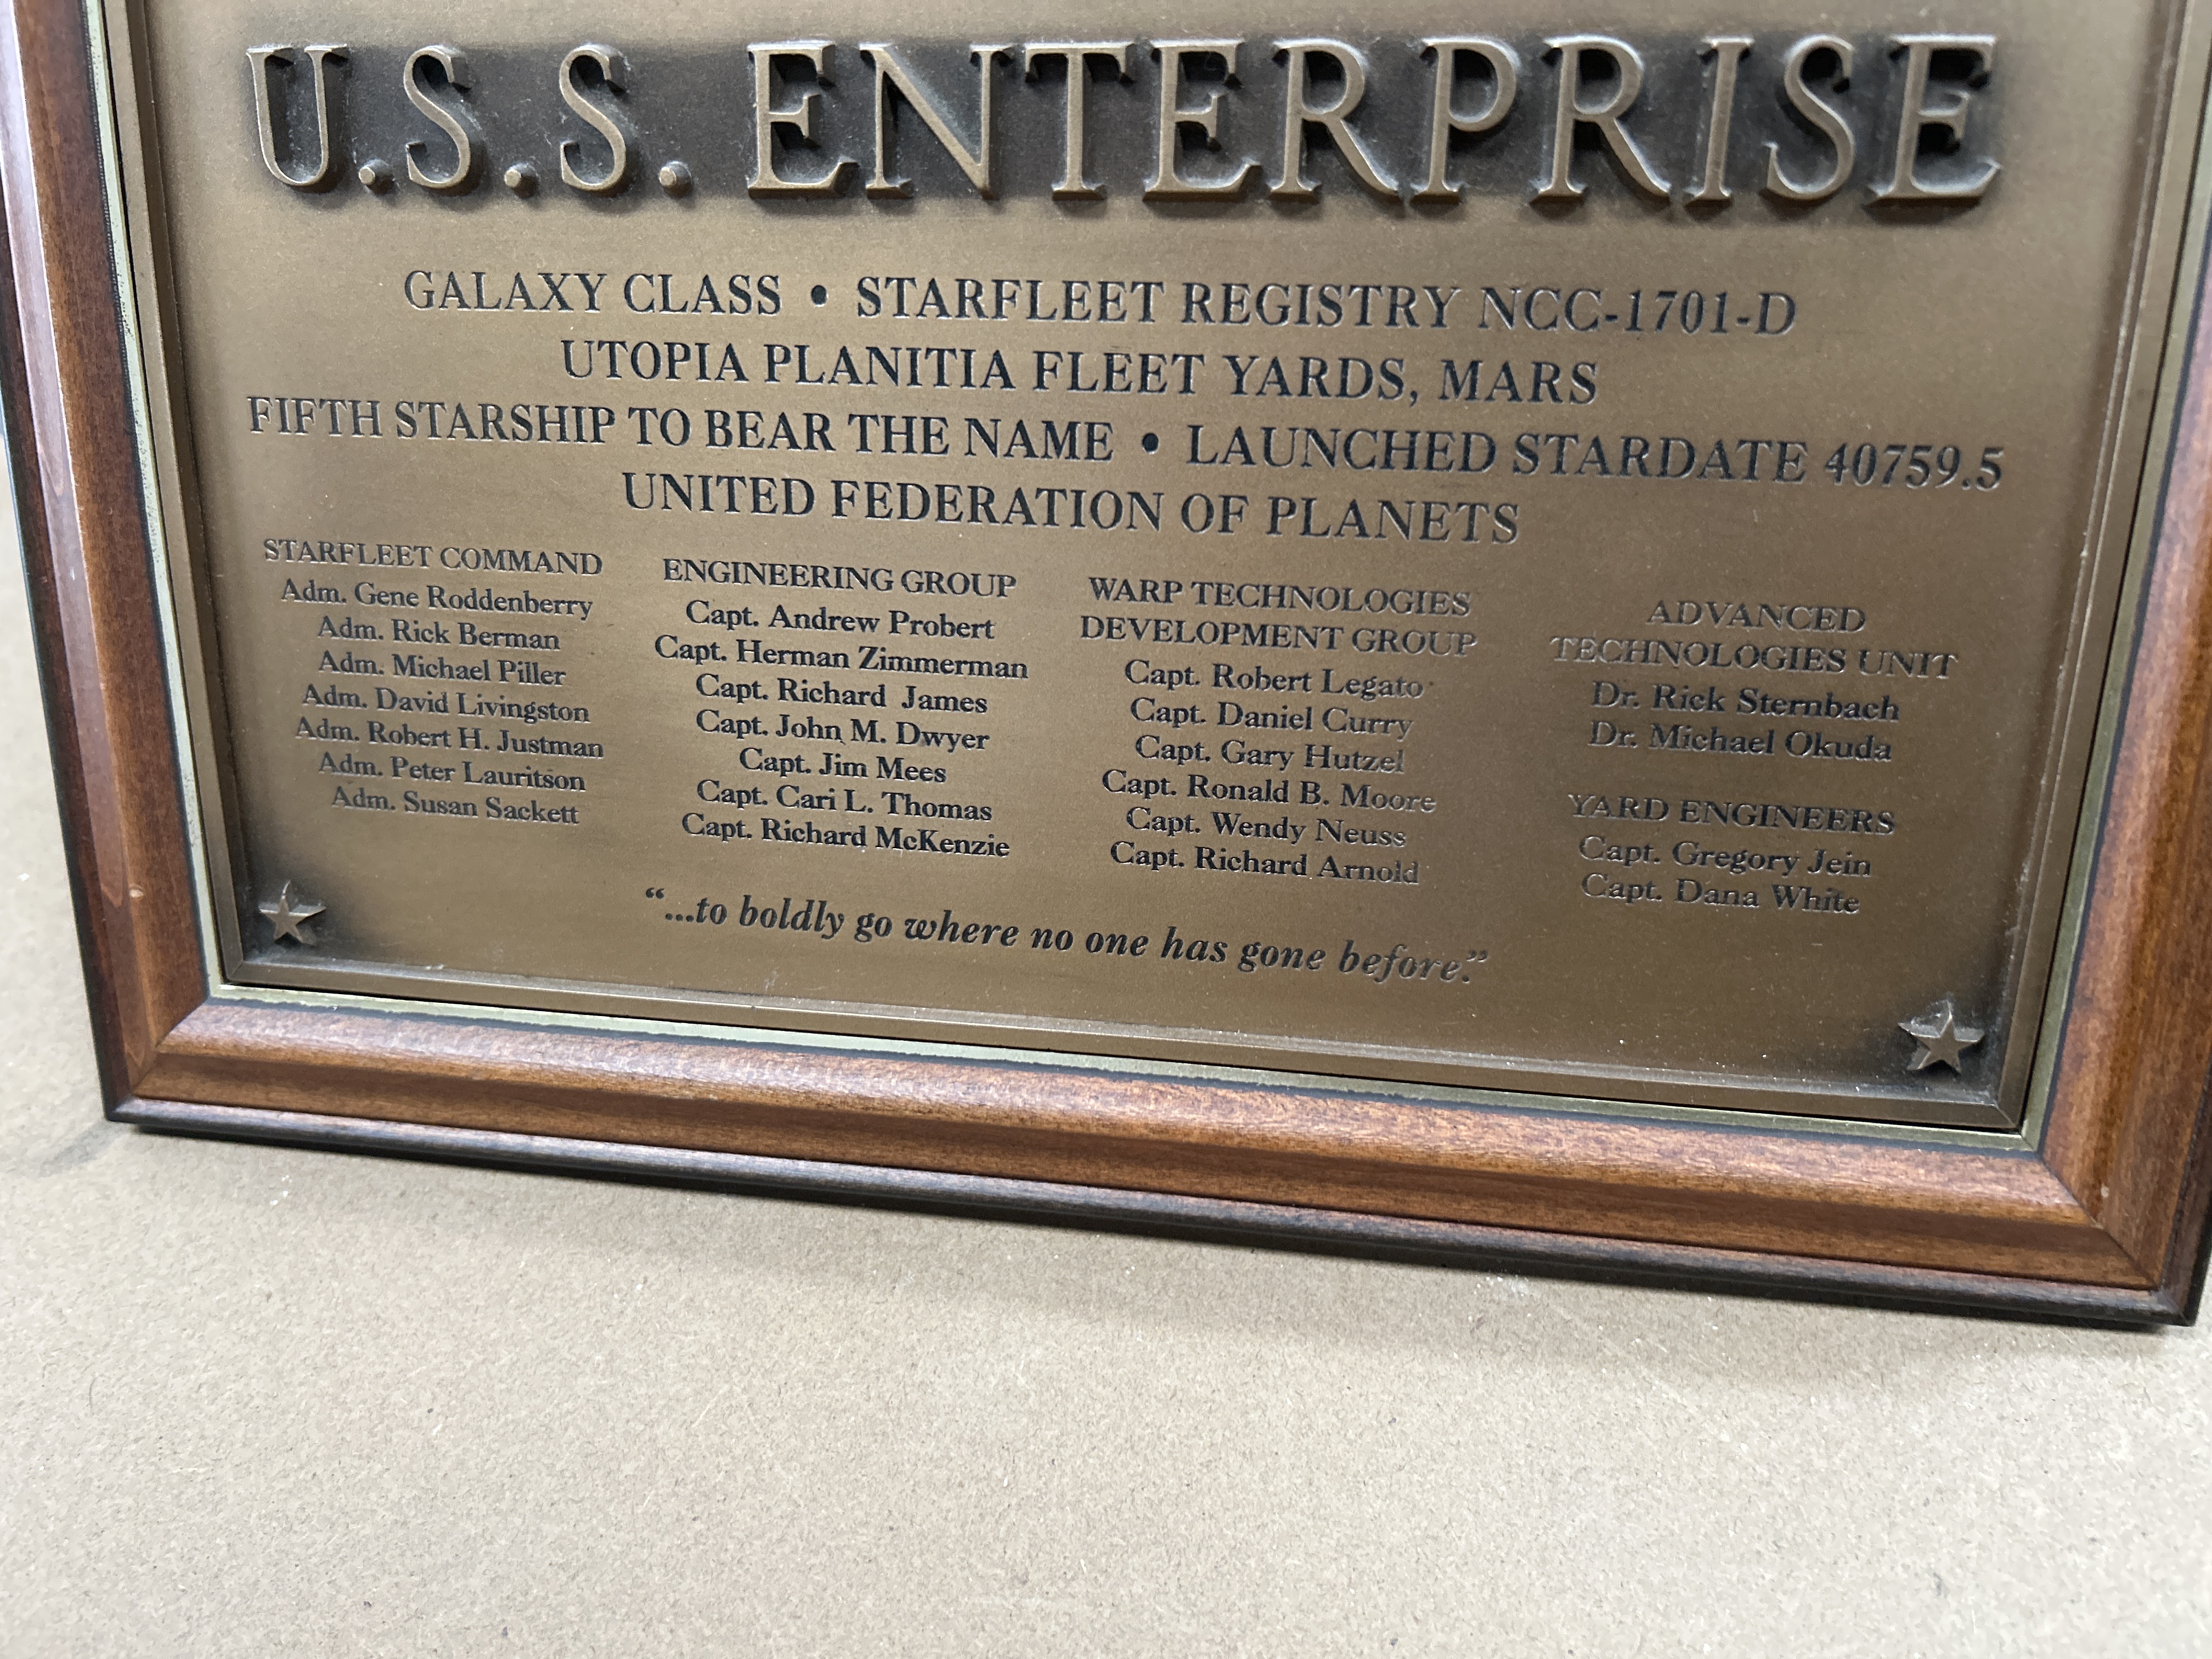 U.S.S. ENTERPRISE
GALAXY CLASS • STARFLEET REGISTRY NCC-1701-D
UTOPIA PLANITIA FLEET YARDS, MARS
FIFTH STARSHIP TO BEAR THE NAME • LAUNCHED STARDATE 40759.5
UNITED FEDERATION OF PLANETS
STARFLEET COMMAND
Adm. Gene Roddenberry
Adm. Rick Berman
Adm. Michael Piller
Adm. David Livingston
Adm. Robert H. Justman
Adm. Peter Lauritson
Adm. Susan Sackett
ENGINEERING GROUP
Capt. Andrew Probert
Capt. Herman Zimmerman
Capt. Richard James
Capt. John M. Dwyer
Capt. Jim Mees
Capt. Cari L. Thomas
Capt. Richard McKenzie
WARP TECHNOLOGIES
DEVELOPMENT GROUP
Capt. Robert Legato
Capt. Daniel Curry
Capt. Gary Hutzel
Capt. Ronald B. Moore
Capt. Wendy Neuss
Capt. Richard Arnold
ADVANCED
TECHNOLOGIES UNIT
Dr. Rick Sternbach
Dr. Michael Okuda
YARD ENGINEERS
Capt. Gregory Jein
Capt. Dana White
“...to boldly go where no one has gone before.”